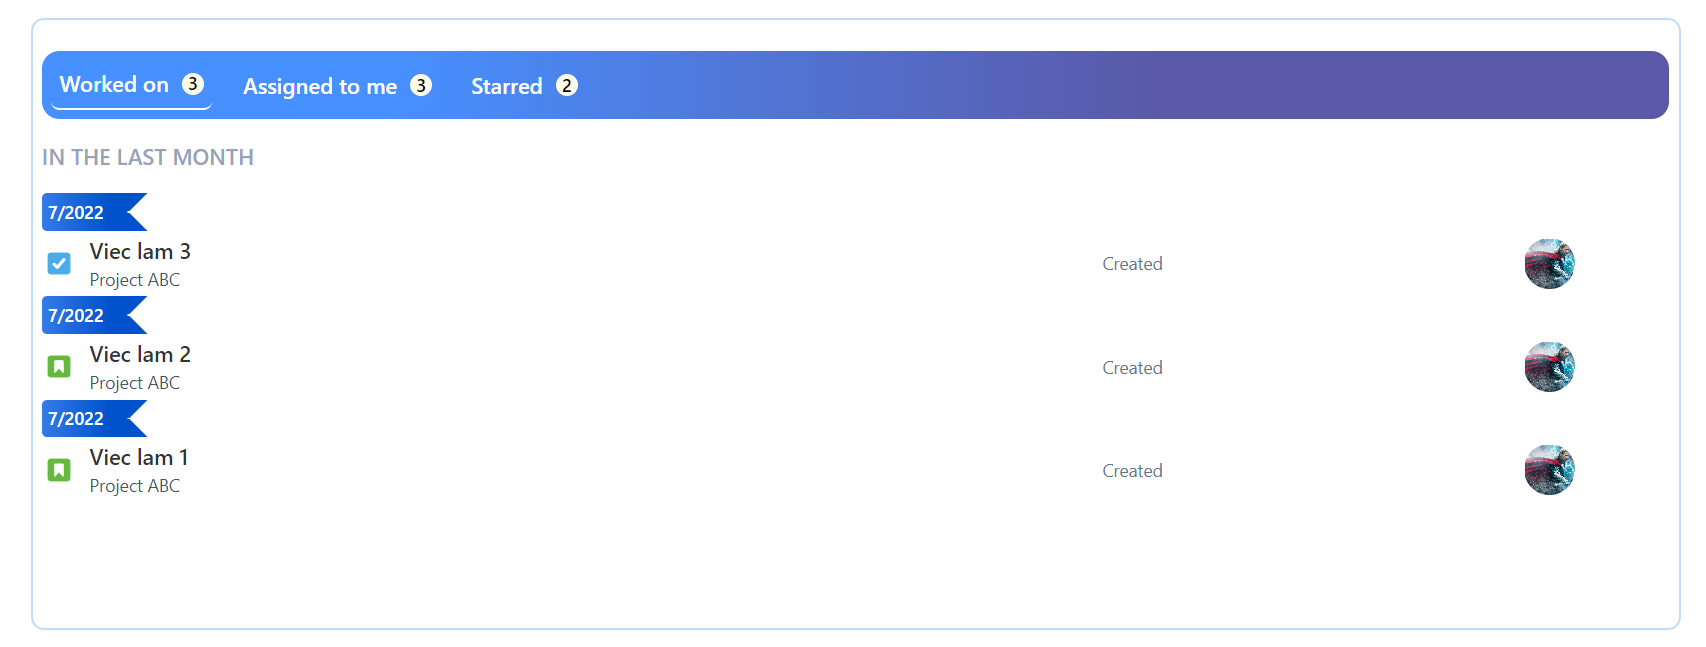 Worked on 3 Assigned to me 3 Starred 2
IN THE LAST MONTH
7/2022
Viec lam 3
Project ABC
Created
7/2022
Viec lam 2
Project ABC
Created
7/2022
Viec lam 1
Project ABC
Created